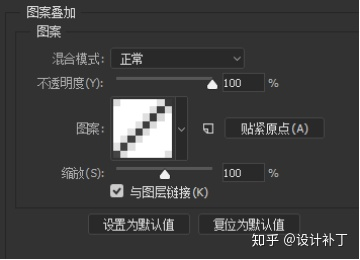 图案叠加
图案
混合模式: 正常
不透明度(Y): 100 %
图案: 贴紧原点(A)
缩放(S): 100 %
与图层链接(K)
设置为默认值 复位为默认值
知乎 @设计补丁